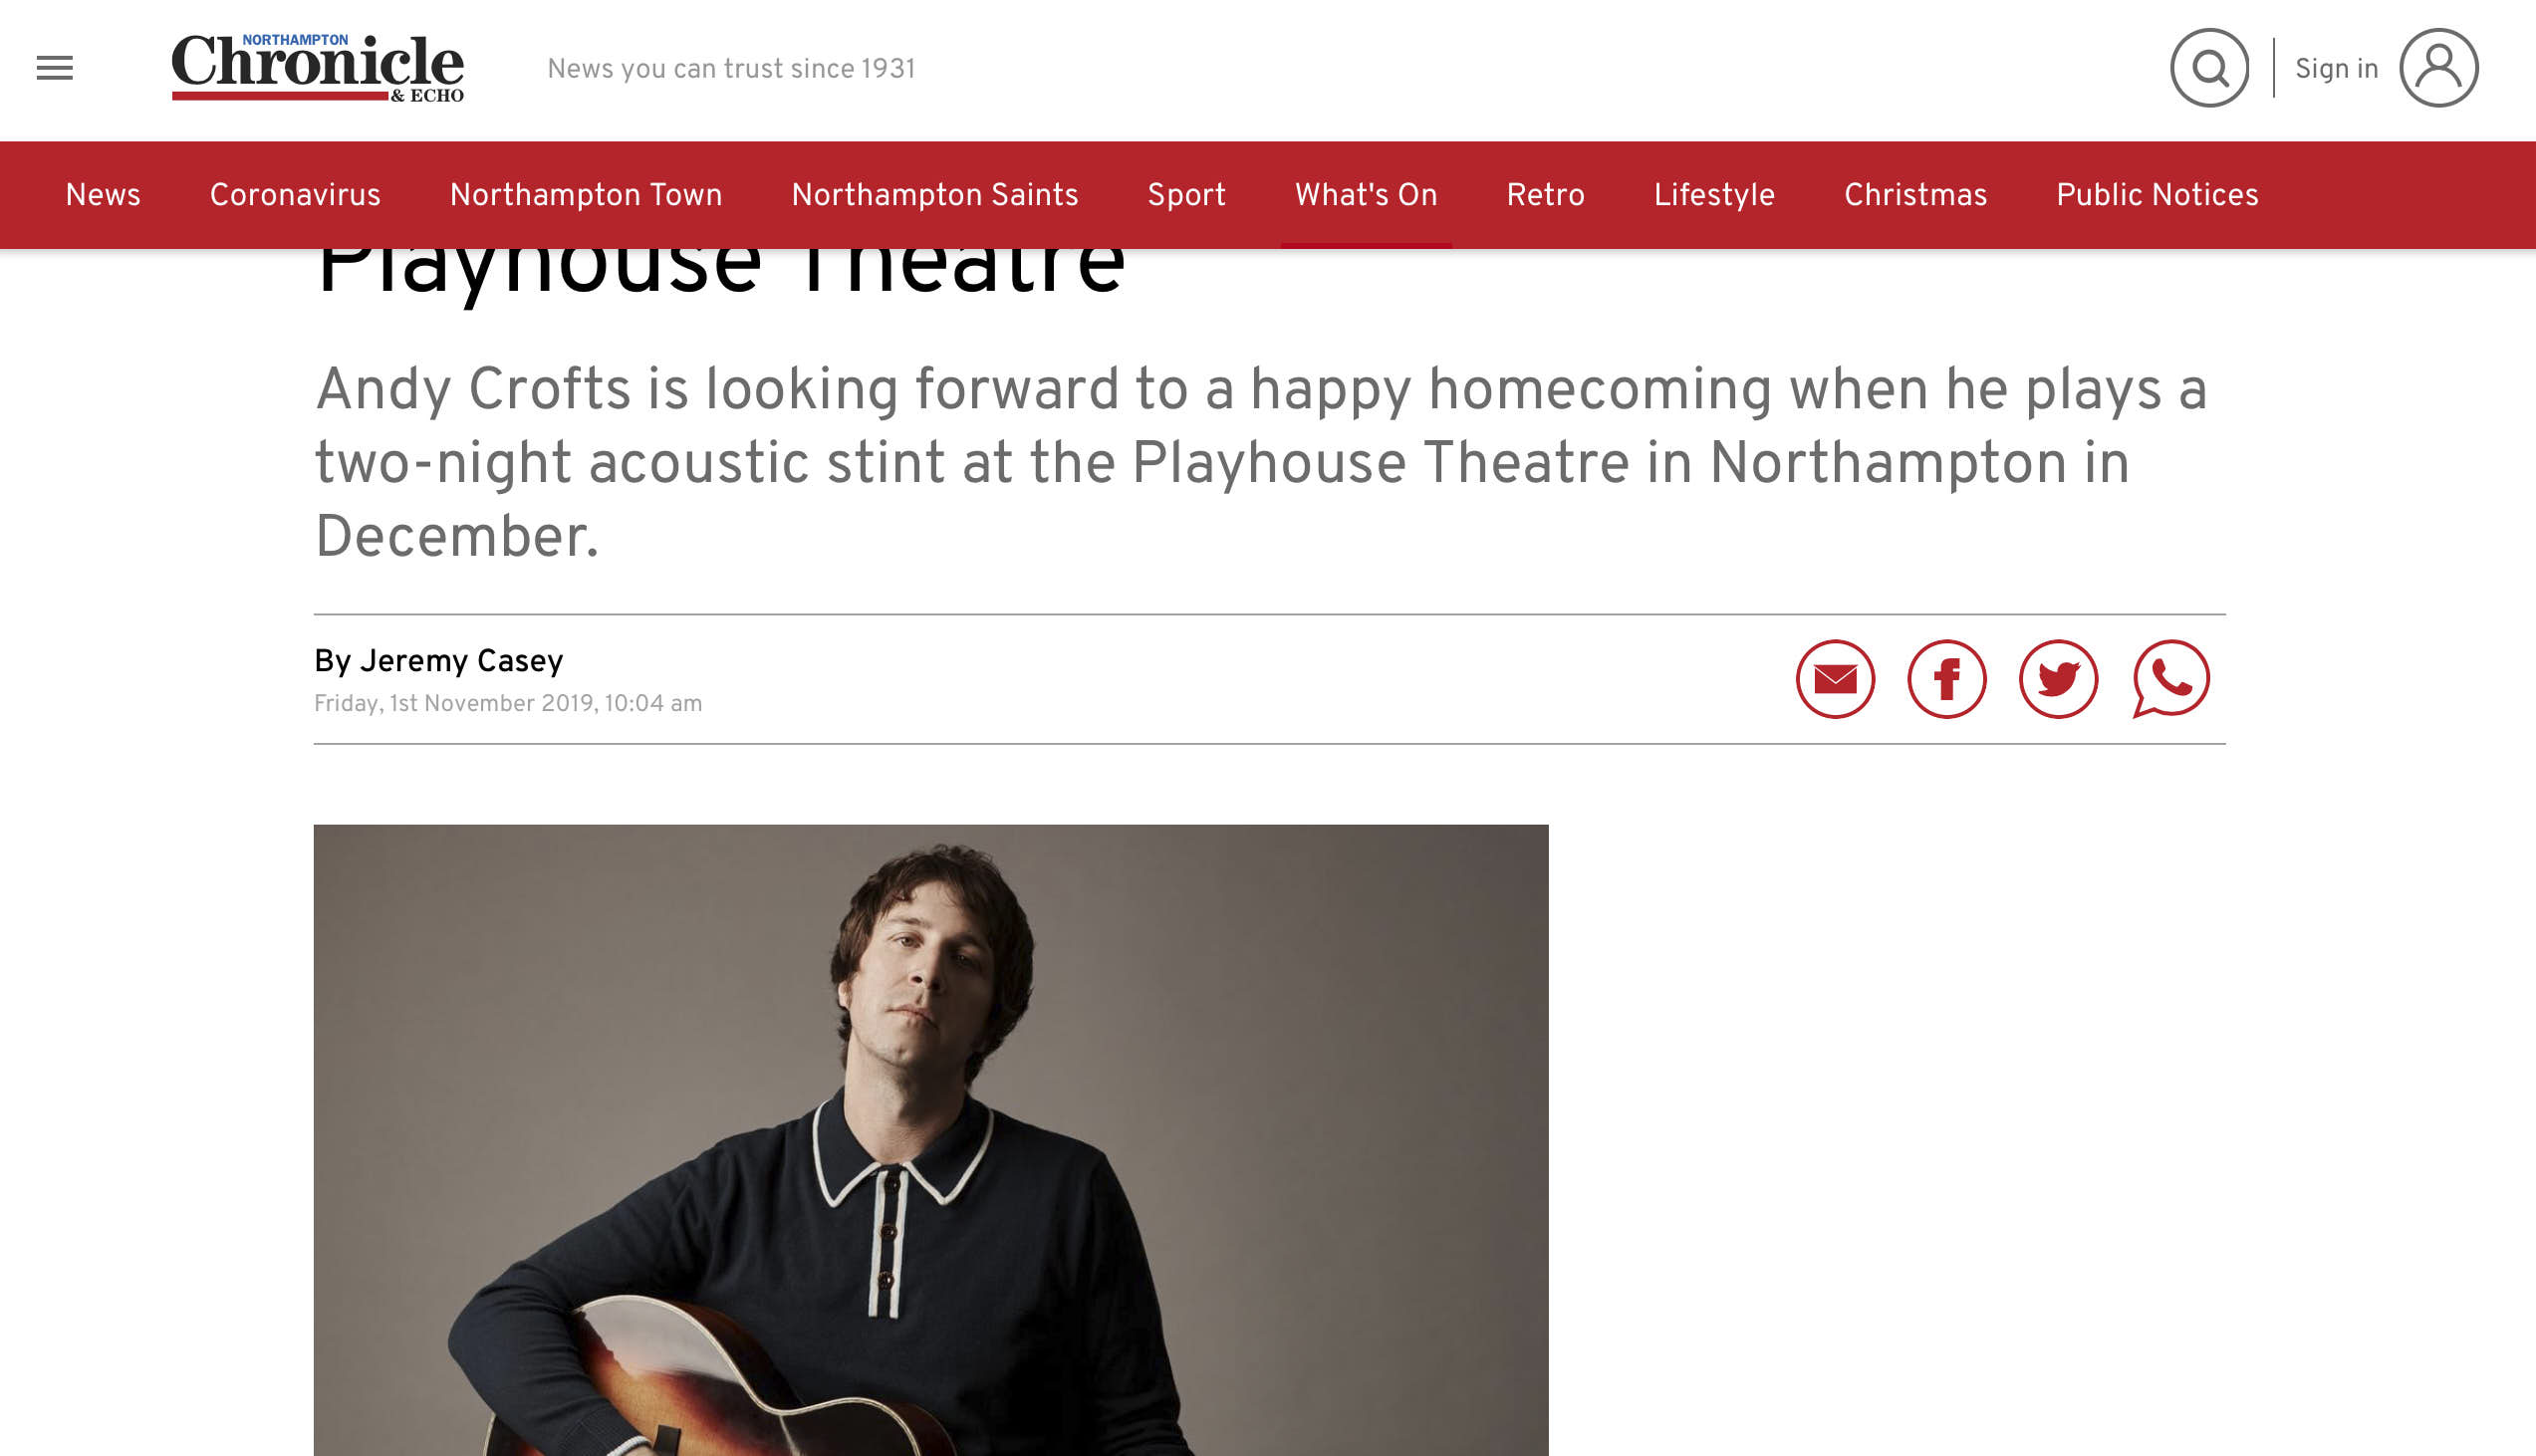 NORTHAMPTON
Chronicle
& ECHO
News you can trust since 1931
Sign in
News
Coronavirus
Northampton Town
Northampton Saints
Sport
What's On
Retro
Lifestyle
Christmas
Public Notices
Playhouse Theatre
Andy Crofts is looking forward to a happy homecoming when he plays a
two-night acoustic stint at the Playhouse Theatre in Northampton in
December.
By Jeremy Casey
Friday, 1st November 2019, 10:04 am